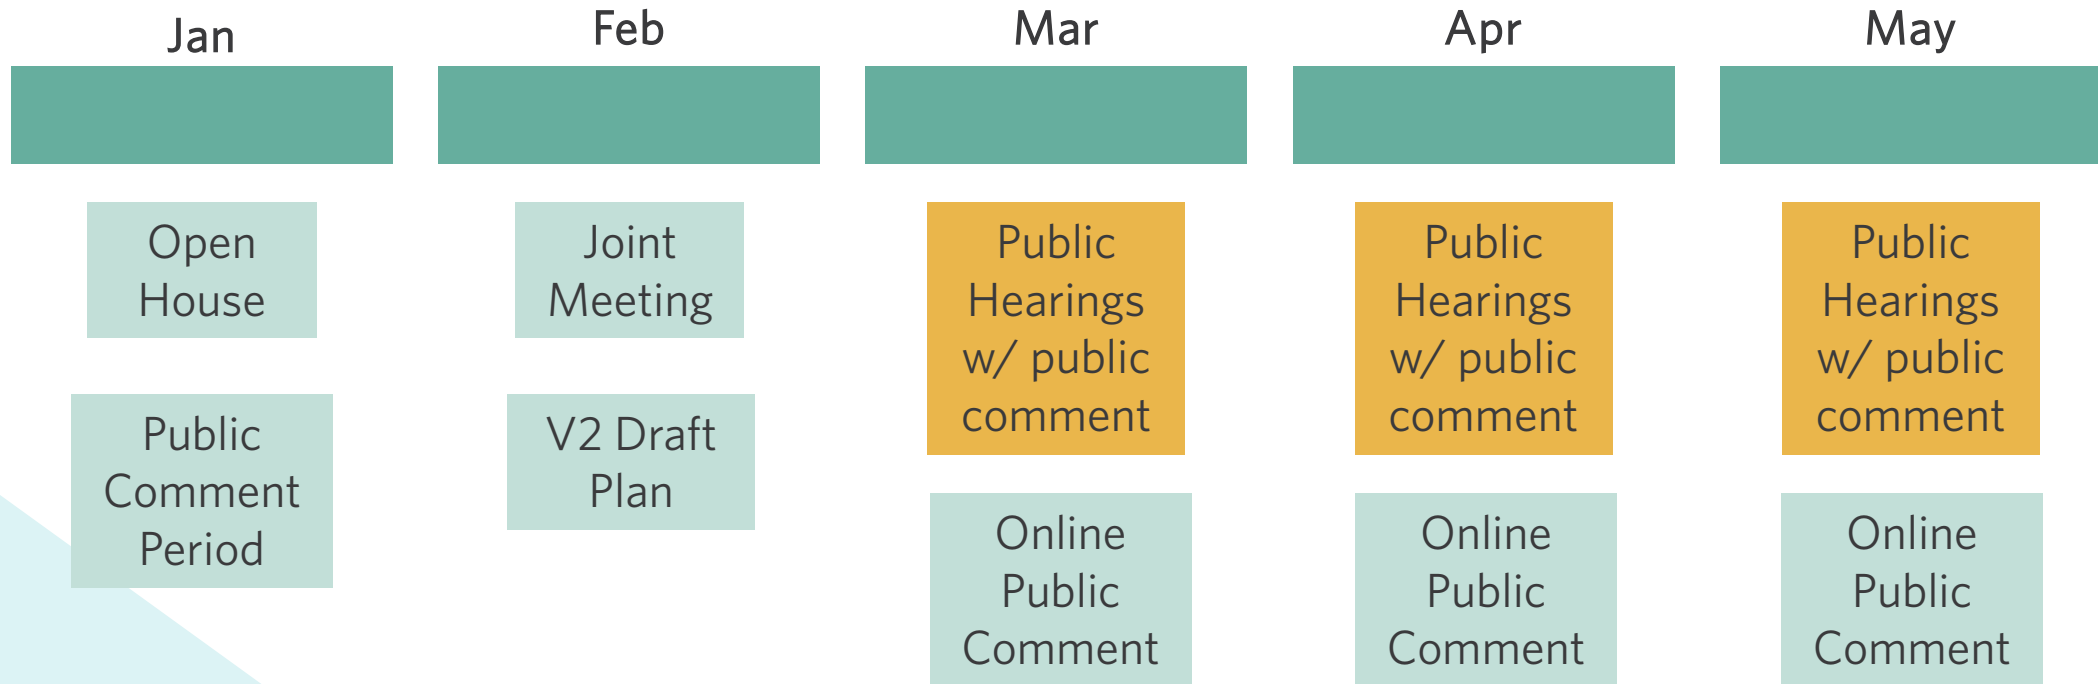 Jan
Feb
Mar
Apr
May
Open
House
Joint
Meeting
Public
Hearings
w/ public
comment
Public
Hearings
w/ public
comment
Public
Hearings
w/ public
comment
Public
Comment
Period
V2 Draft
Plan
Online
Public
Comment
Online
Public
Comment
Online
Public
Comment